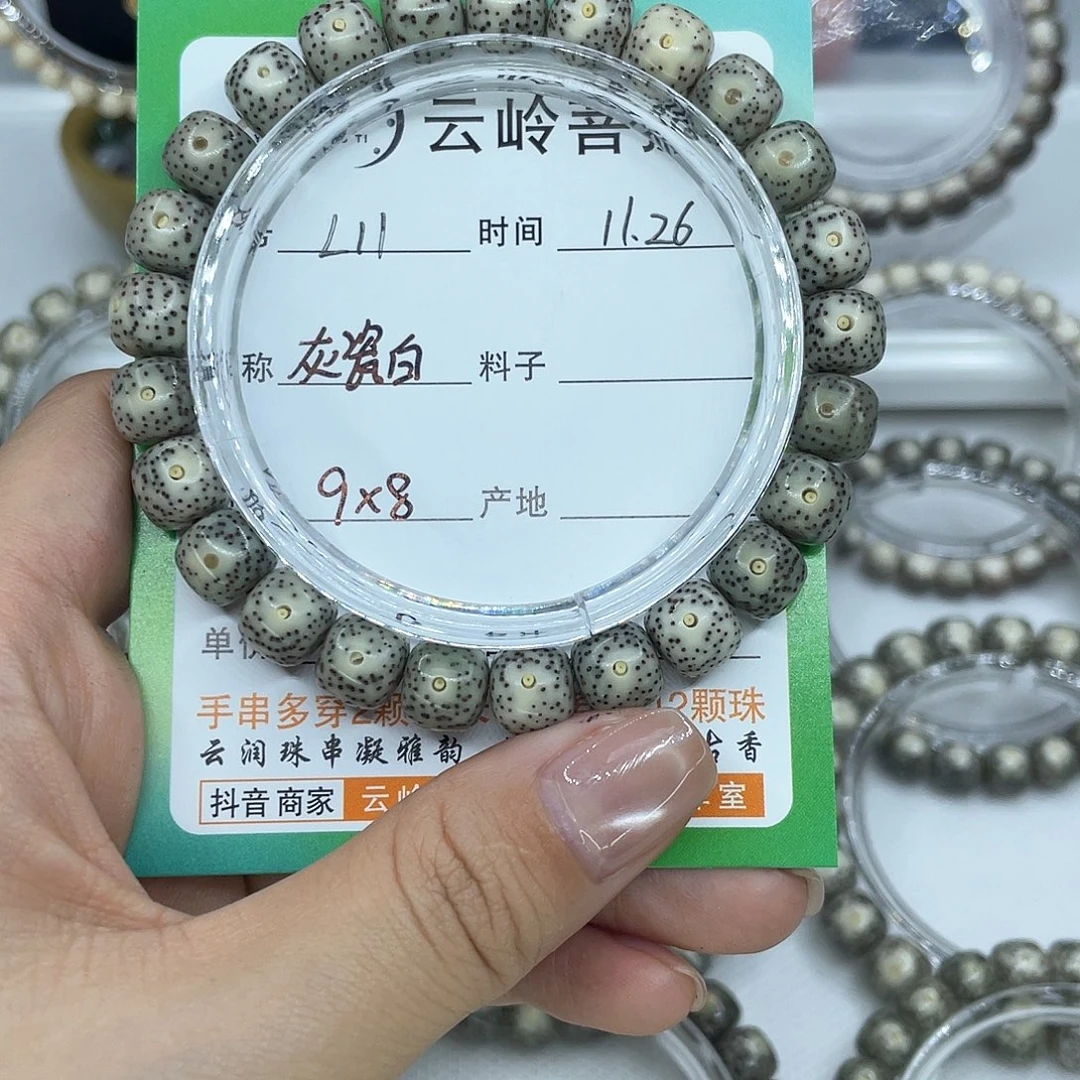 云岭菩
L11 时间 11.26
称 灰瓷白 料子
9×8 产地
单
手串多穿2颗 12颗珠
云润珠串凝雅韵 香
抖音商家 云岭 室